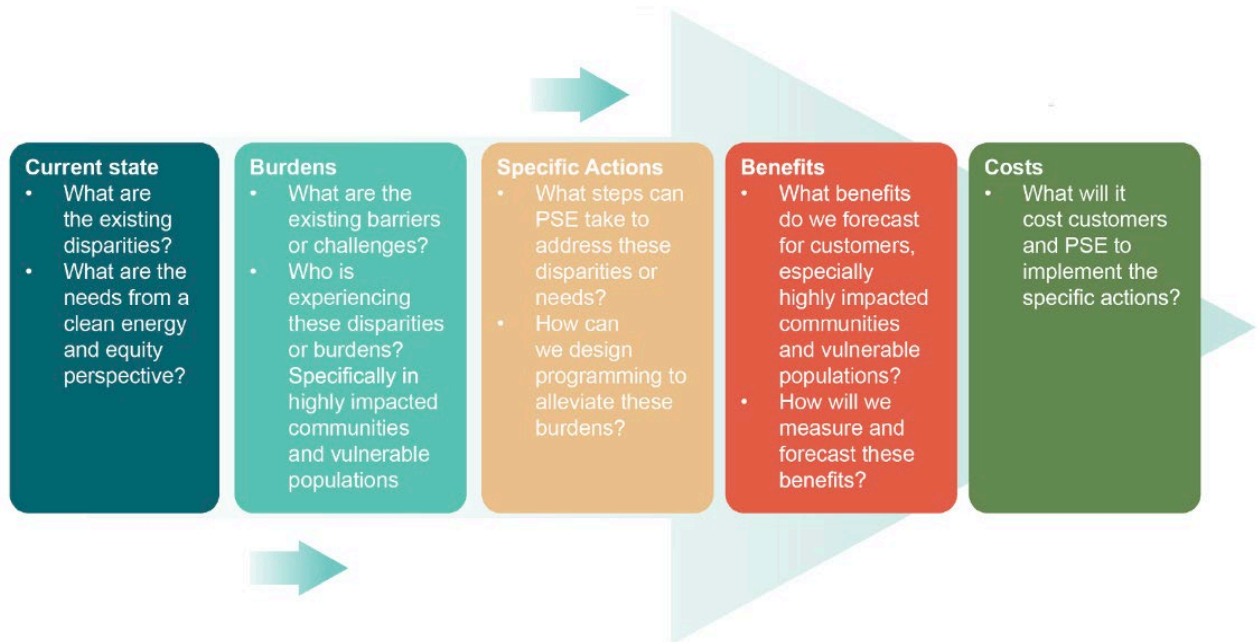 Current state
• What are
the existing
disparities?
• What are the
needs from a
clean energy
and equity
perspective?
Burdens
• What are the
existing barriers
or challenges?
• Who is
experiencing
these disparities
or burdens?
Specifically in
highly impacted
communities
and vulnerable
populations
Specific Actions
• What steps can
PSE take to
address these
disparities or
needs?
• How can
we design
programming to
alleviate these
burdens?
Benefits
• What benefits
do we forecast
for customers,
especially
highly impacted
communities
and vulnerable
populations?
• How will we
measure and
forecast these
benefits?
Costs
• What will it
cost customers
and PSE to
implement the
specific actions?